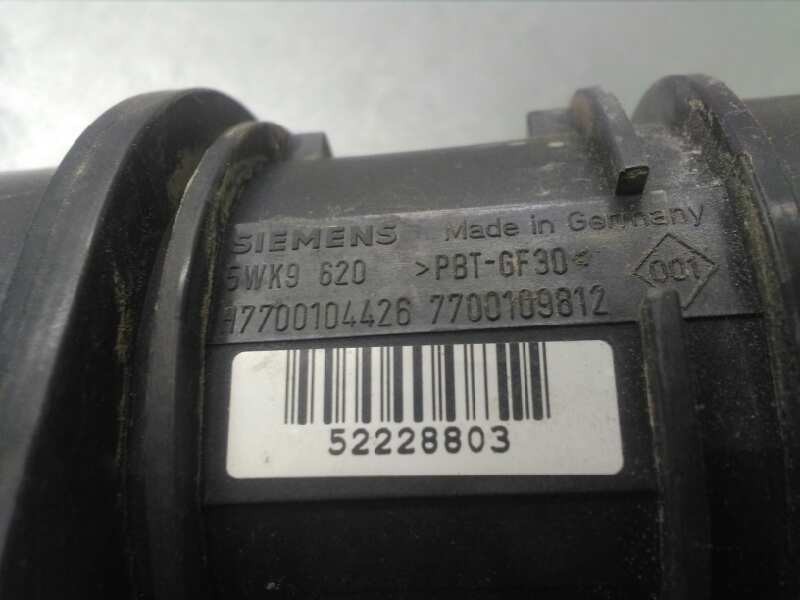 SIEMENS Made in Germany
5WK9 620 >PBT-GF30< 001
H7700104426 7700109812
52228803